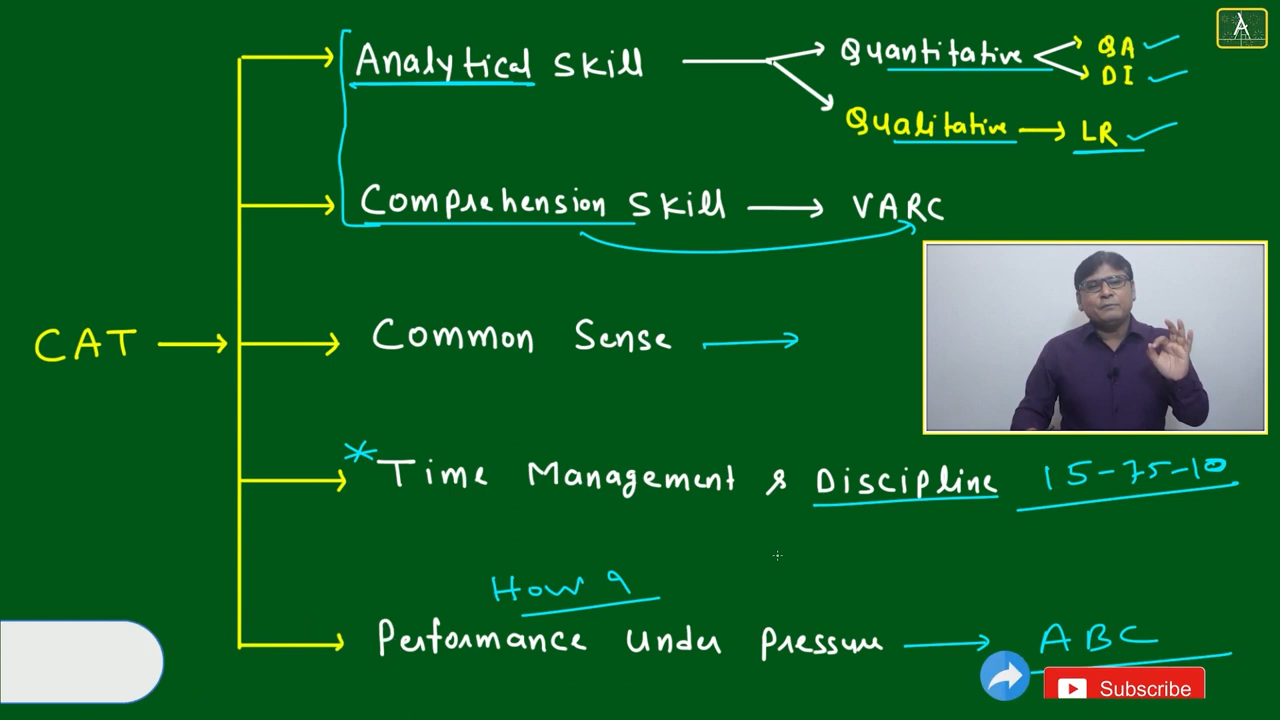 Analytical Skill
Quantitative
QA
DI
Qualitative
LR
Comprehension Skill
VARC
CAT
Common Sense
* Time Management & Discipline 15-75-10
How ?
Performance Under Pressure
ABC
Subscribe